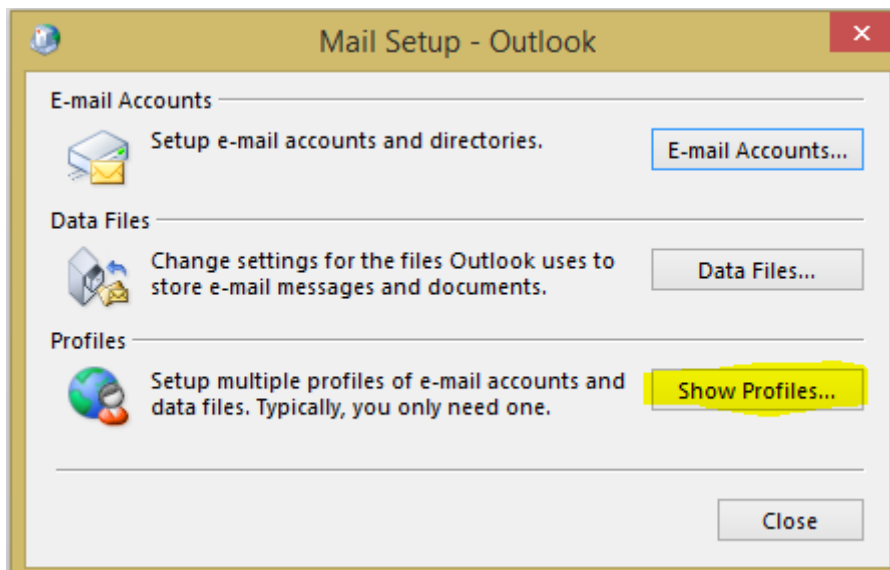 Mail Setup - Outlook
E-mail Accounts
Setup e-mail accounts and directories.
E-mail Accounts...
Data Files
Change settings for the files Outlook uses to
store e-mail messages and documents.
Data Files...
Profiles
Setup multiple profiles of e-mail accounts and
data files. Typically, you only need one.
Show Profiles...
Close